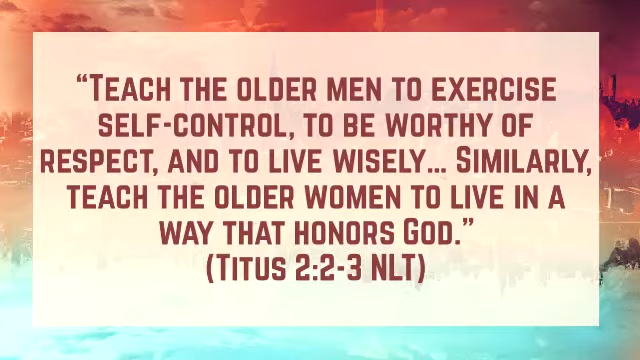 “Teach the older men to exercise
self-control, to be worthy of
respect, and to live wisely... Similarly,
teach the older women to live in a
way that honors God.”
(Titus 2:2-3 NLT)